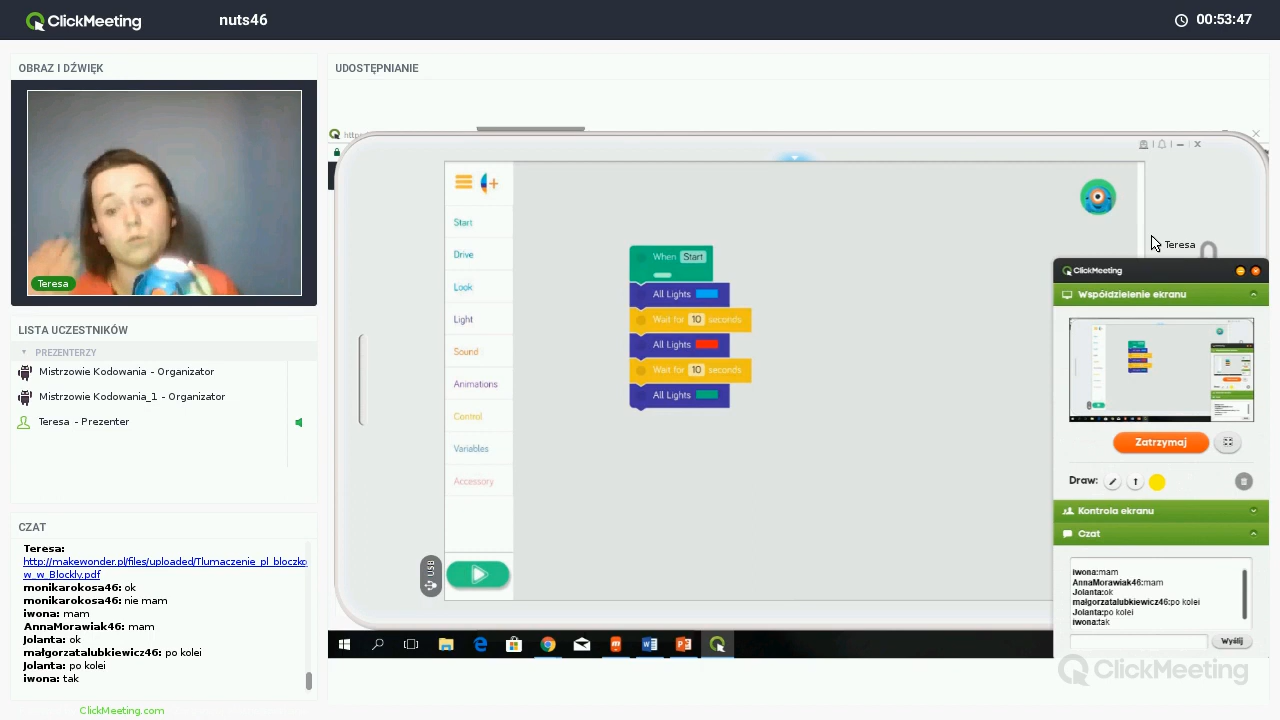 ClickMeeting
nuts46
00:53:47
OBRAZ I DŹWIĘK
Teresa
LISTA UCZESTNIKÓW
PREZENTERZY
Mistrzowie Kodowania - Organizator
Mistrzowie Kodowania_1 - Organizator
Teresa - Prezenter
CZAT
Teresa:
http://makewonder.pl/files/uploaded/Tlumaczenie_pl_bloczko
w_w_Blockly.pdf
monikarokosa46: ok
monikarokosa46: nie mam
iwona: mam
AnnaMorawiak46: mam
Jolanta: ok
małgorzatalubkiewicz46: po kolei
Jolanta: po kolei
iwona: tak
ClickMeeting.com
UDOSTĘPNIANIE
Start
Drive
Look
Light
Sound
Animations
Control
Variables
Accessory
USB
When Start
All Lights
Wait for 10 seconds
All Lights
Wait for 10 seconds
All Lights
Teresa
ClickMeeting
Współdzielenie ekranu
Zatrzymaj
Draw:
Kontrola ekranu
Czat
iwona:mam
AnnaMorawiak46:mam
Jolanta:ok
małgorzatalubkiewicz46:po kolei
Jolanta:po kolei
iwona:tak
Wyślij
ClickMeeting